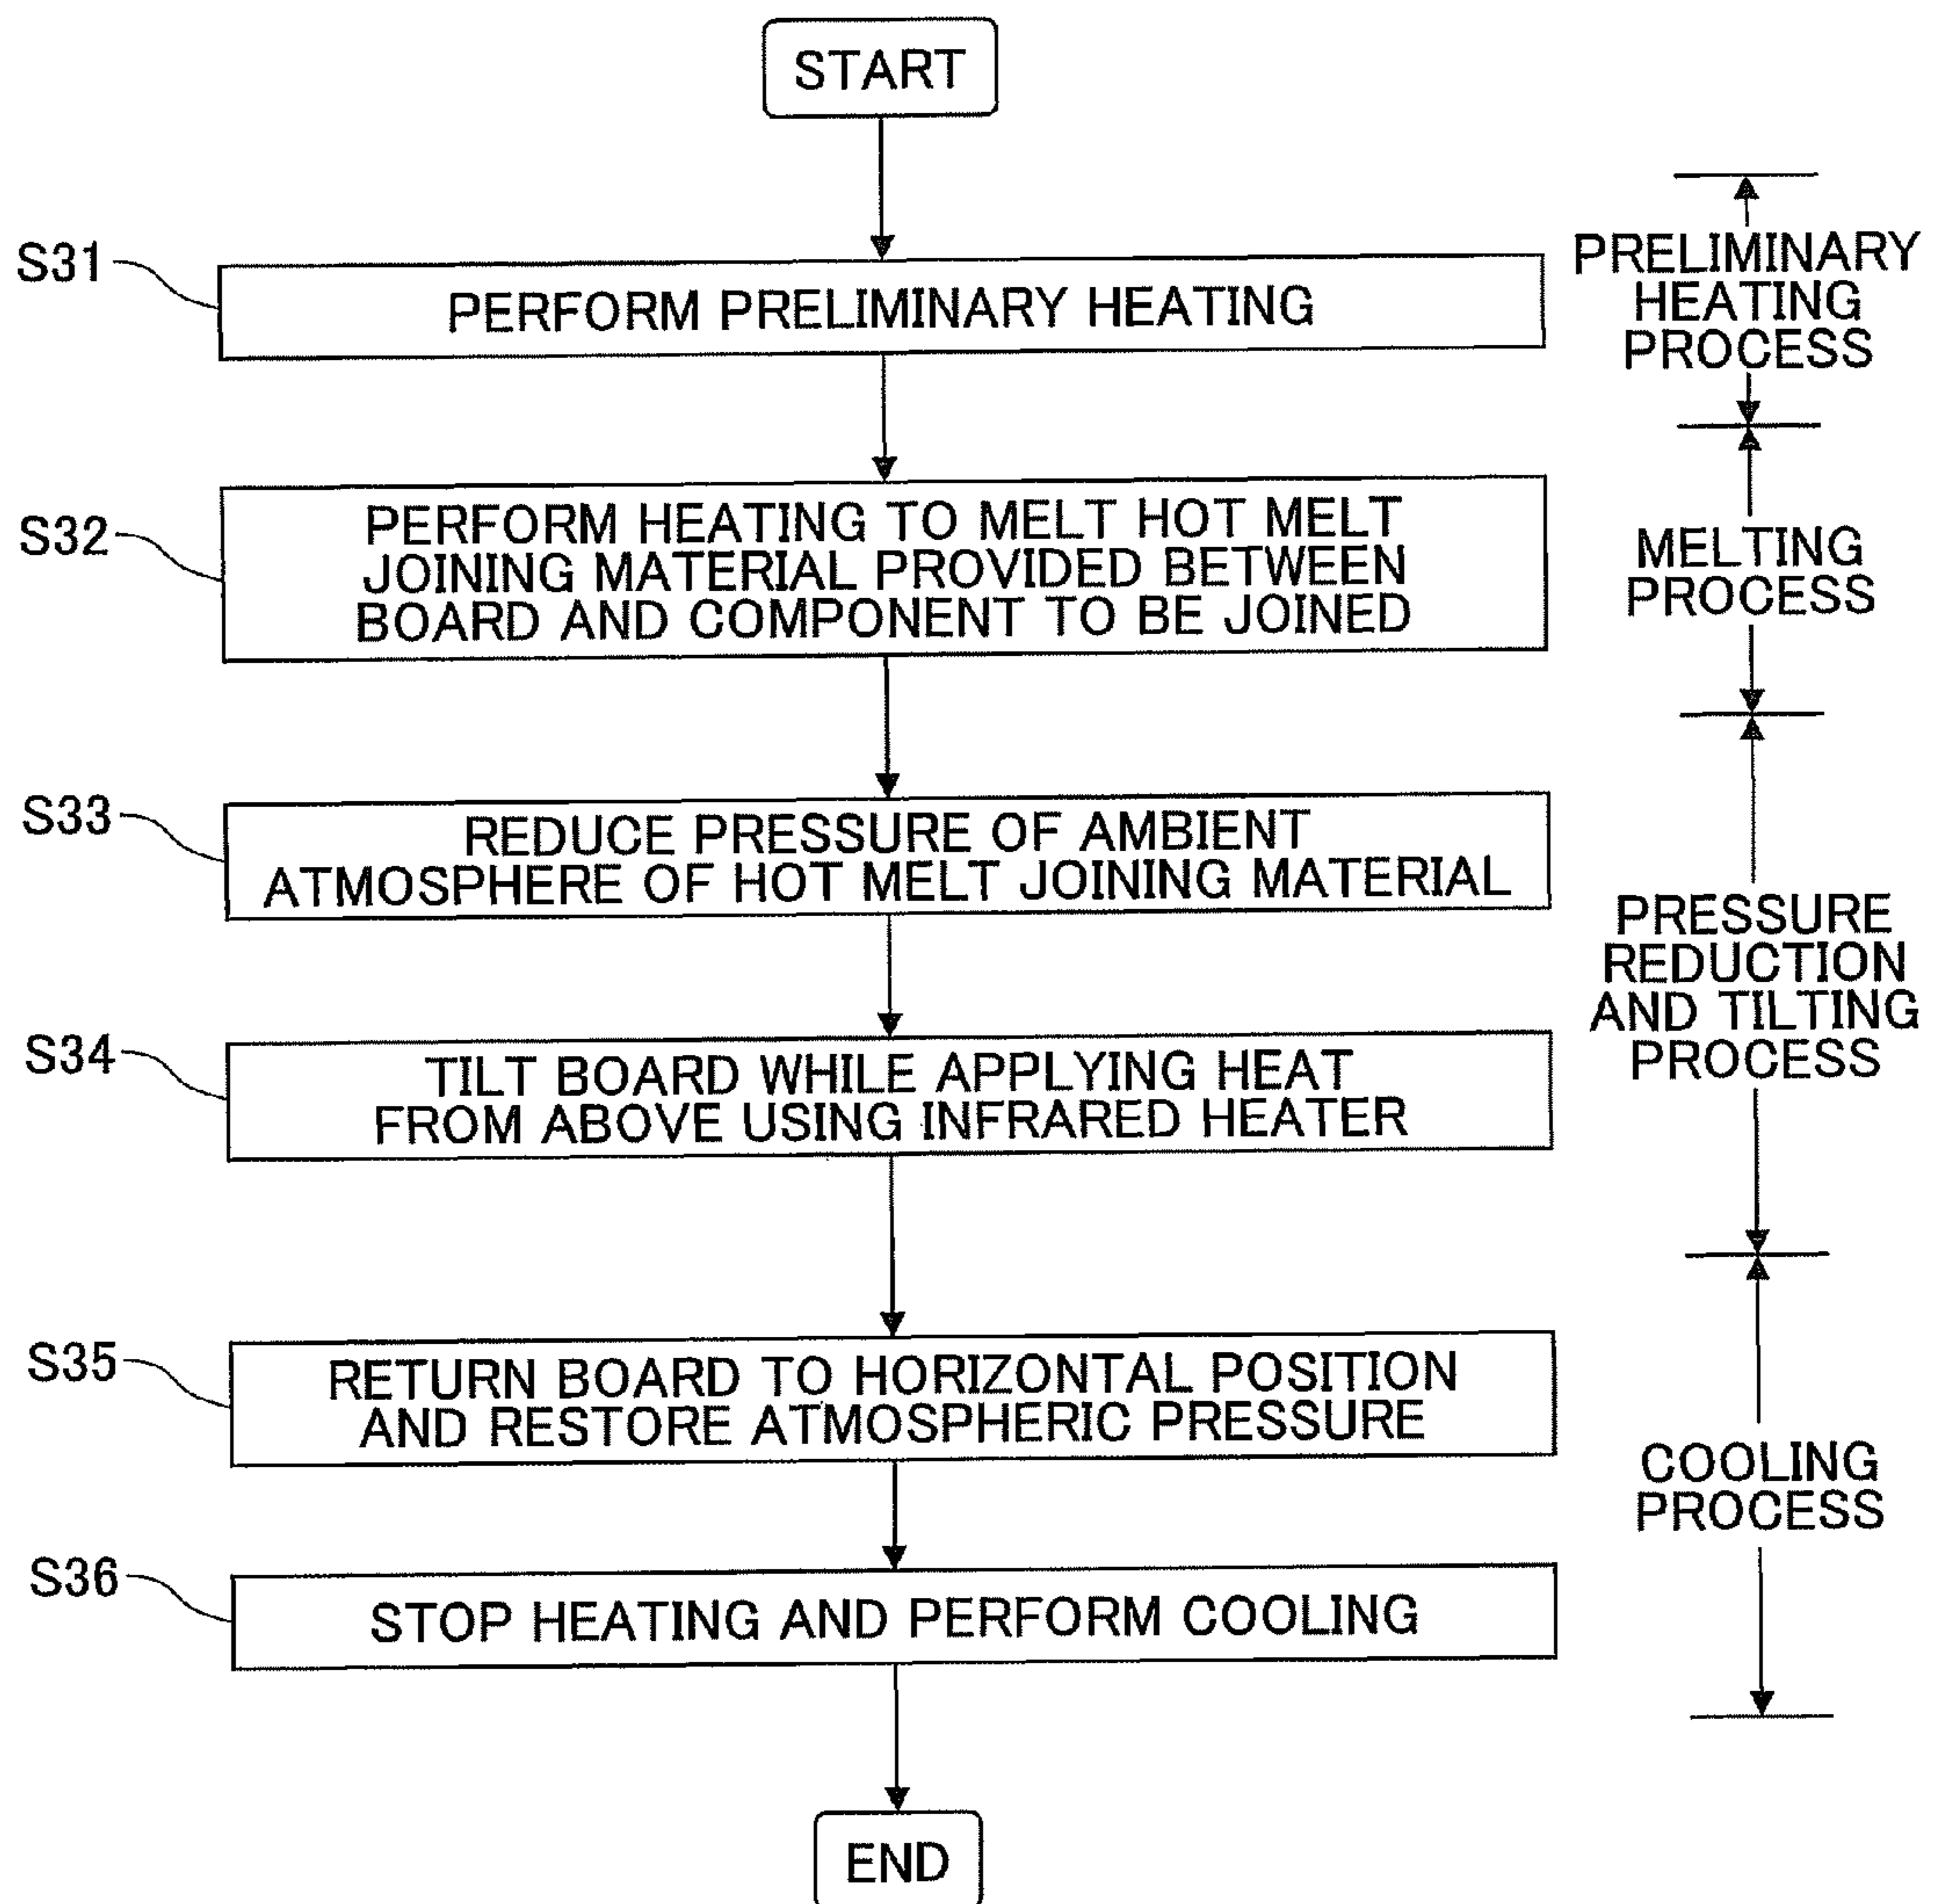 START
S31
PERFORM PRELIMINARY HEATING
PRELIMINARY
HEATING
PROCESS
S32
PERFORM HEATING TO MELT HOT MELT
JOINING MATERIAL PROVIDED BETWEEN
BOARD AND COMPONENT TO BE JOINED
MELTING
PROCESS
S33
REDUCE PRESSURE OF AMBIENT
ATMOSPHERE OF HOT MELT JOINING MATERIAL
PRESSURE
REDUCTION
AND TILTING
PROCESS
S34
TILT BOARD WHILE APPLYING HEAT
FROM ABOVE USING INFRARED HEATER
S35
RETURN BOARD TO HORIZONTAL POSITION
AND RESTORE ATMOSPHERIC PRESSURE
COOLING
PROCESS
S36
STOP HEATING AND PERFORM COOLING
END